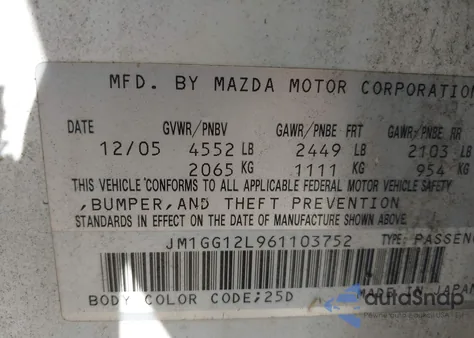 MFD. BY MAZDA MOTOR CORPORATION
DATE GVWR/PNBV GAWR/PNBE FRT GAWR/PNBE RR
12/05 4552 LB 2449 LB 2103 LB
2065 KG 1111 KG 954 KG
THIS VEHICLE CONFORMS TO ALL APPLICABLE FEDERAL MOTOR VEHICLE SAFETY
,BUMPER,AND THEFT PREVENTION
STANDARDS IN EFFECT ON THE DATE OF MANUFACTURE SHOWN ABOVE.
JM1GG12L961103752 TYPE: PASSEN
BODY COLOR CODE;25D MADE IN JAPAN
autoSnap